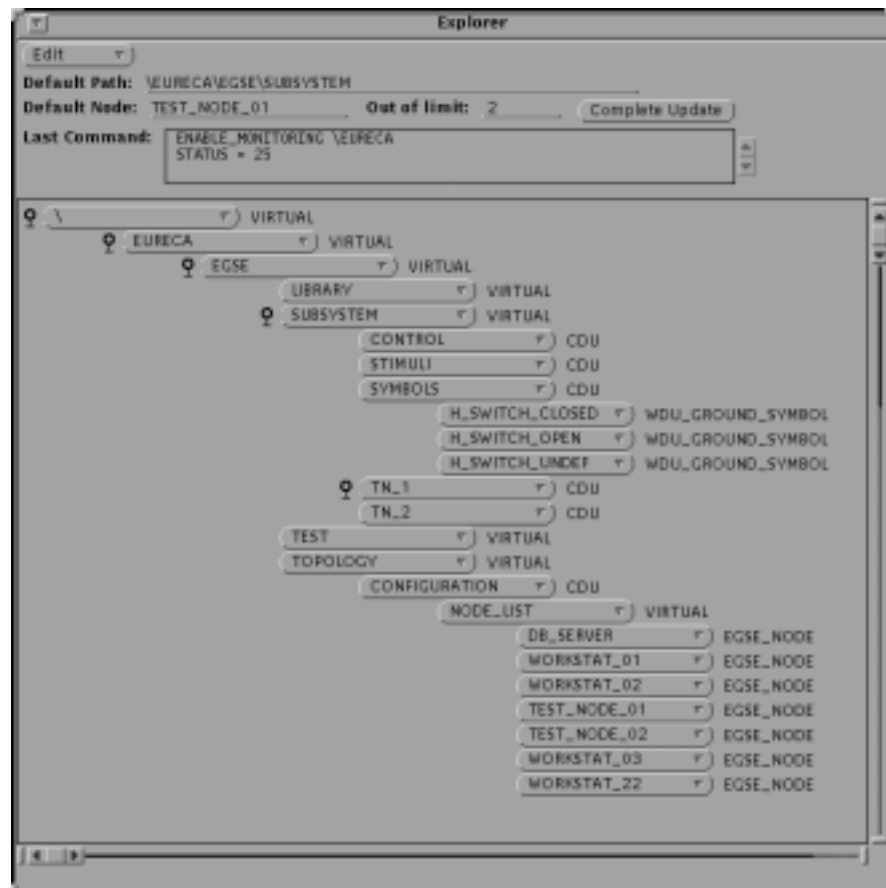 Explorer
Edit
Default Path: \EURECA\EGSE\SUBSYSTEM
Default Node: TEST_NODE_01 Out of limit: 2 Complete Update
Last Command: ENABLE_MONITORING \EURECA
STATUS = 25
\ VIRTUAL
EURECA VIRTUAL
EGSE VIRTUAL
LIBRARY VIRTUAL
SUBSYSTEM VIRTUAL
CONTROL CDU
STIMULI CDU
SYMBOLS CDU
H_SWITCH_CLOSED WDU_GROUND_SYMBOL
H_SWITCH_OPEN WDU_GROUND_SYMBOL
H_SWITCH_UNDEF WDU_GROUND_SYMBOL
TN_1 CDU
TN_2 CDU
TEST VIRTUAL
TOPOLOGY VIRTUAL
CONFIGURATION CDU
NODE_LIST VIRTUAL
DB_SERVER EGSE_NODE
WORKSTAT_01 EGSE_NODE
WORKSTAT_02 EGSE_NODE
TEST_NODE_01 EGSE_NODE
TEST_NODE_02 EGSE_NODE
WORKSTAT_03 EGSE_NODE
WORKSTAT_22 EGSE_NODE